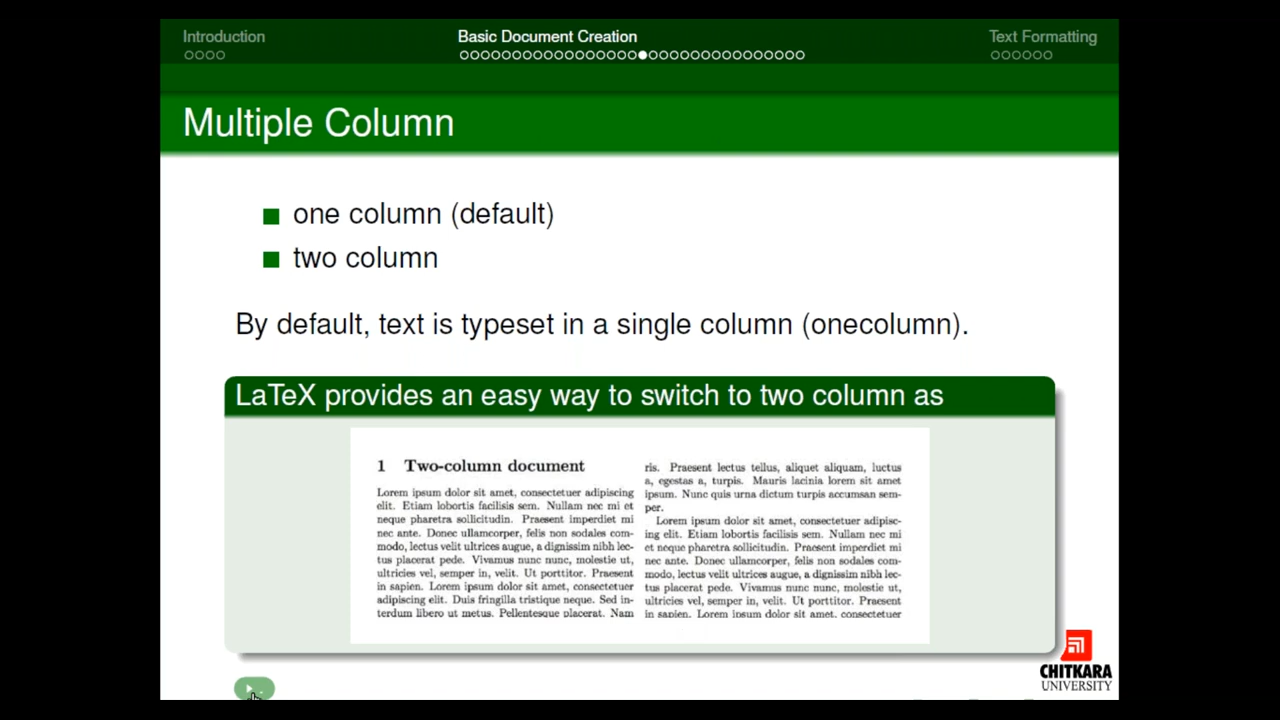 Introduction
Basic Document Creation
Text Formatting
Multiple Column
one column (default)
two column
By default, text is typeset in a single column (onecolumn).
LaTeX provides an easy way to switch to two column as
1 Two-column document
Lorem ipsum dolor sit amet, consectetuer adipiscing
elit. Etiam lobortis facilisis sem. Nullam nec mi et
neque pharetra sollicitudin. Praesent imperdiet mi
nec ante. Donec ullamcorper, felis non sodales com-
modo, lectus velit ultrices augue, a dignissim nibh lec-
tus placerat pede. Vivamus nunc nunc, molestie ut,
ultricies vel, semper in, velit. Ut porttitor. Praesent
in sapien. Lorem ipsum dolor sit amet, consectetuer
adipiscing elit. Duis fringilla tristique neque. Sed in-
terdum libero ut metus. Pellentesque placerat. Nam
ris. Praesent lectus tellus, aliquet aliquam, luctus
a, egestas a, turpis. Mauris lacinia lorem sit amet
ipsum. Nunc quis urna dictum turpis accumsan sem-
per.
Lorem ipsum dolor sit amet, consectetuer adipisc-
ing elit. Etiam lobortis facilisis sem. Nullam nec mi
et neque pharetra sollicitudin. Praesent imperdiet mi
nec ante. Donec ullamcorper, felis non sodales com-
modo, lectus velit ultrices augue, a dignissim nibh lec-
tus placerat pede. Vivamus nunc nunc, molestie ut,
ultricies vel, semper in, velit. Ut porttitor. Praesent
in sapien. Lorem ipsum dolor sit amet, consectetuer
CHITKARA
UNIVERSITY